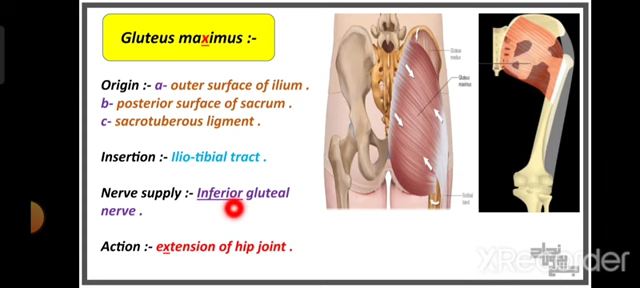 Gluteus maximus :-
Origin :- a- outer surface of ilium .
b- posterior surface of sacrum .
c- sacrotuberous ligment .
Insertion :- Ilio-tibial tract .
Nerve supply :- Inferior gluteal
nerve .
Action :- extension of hip joint .
Gluteus
maximus
XRecorder